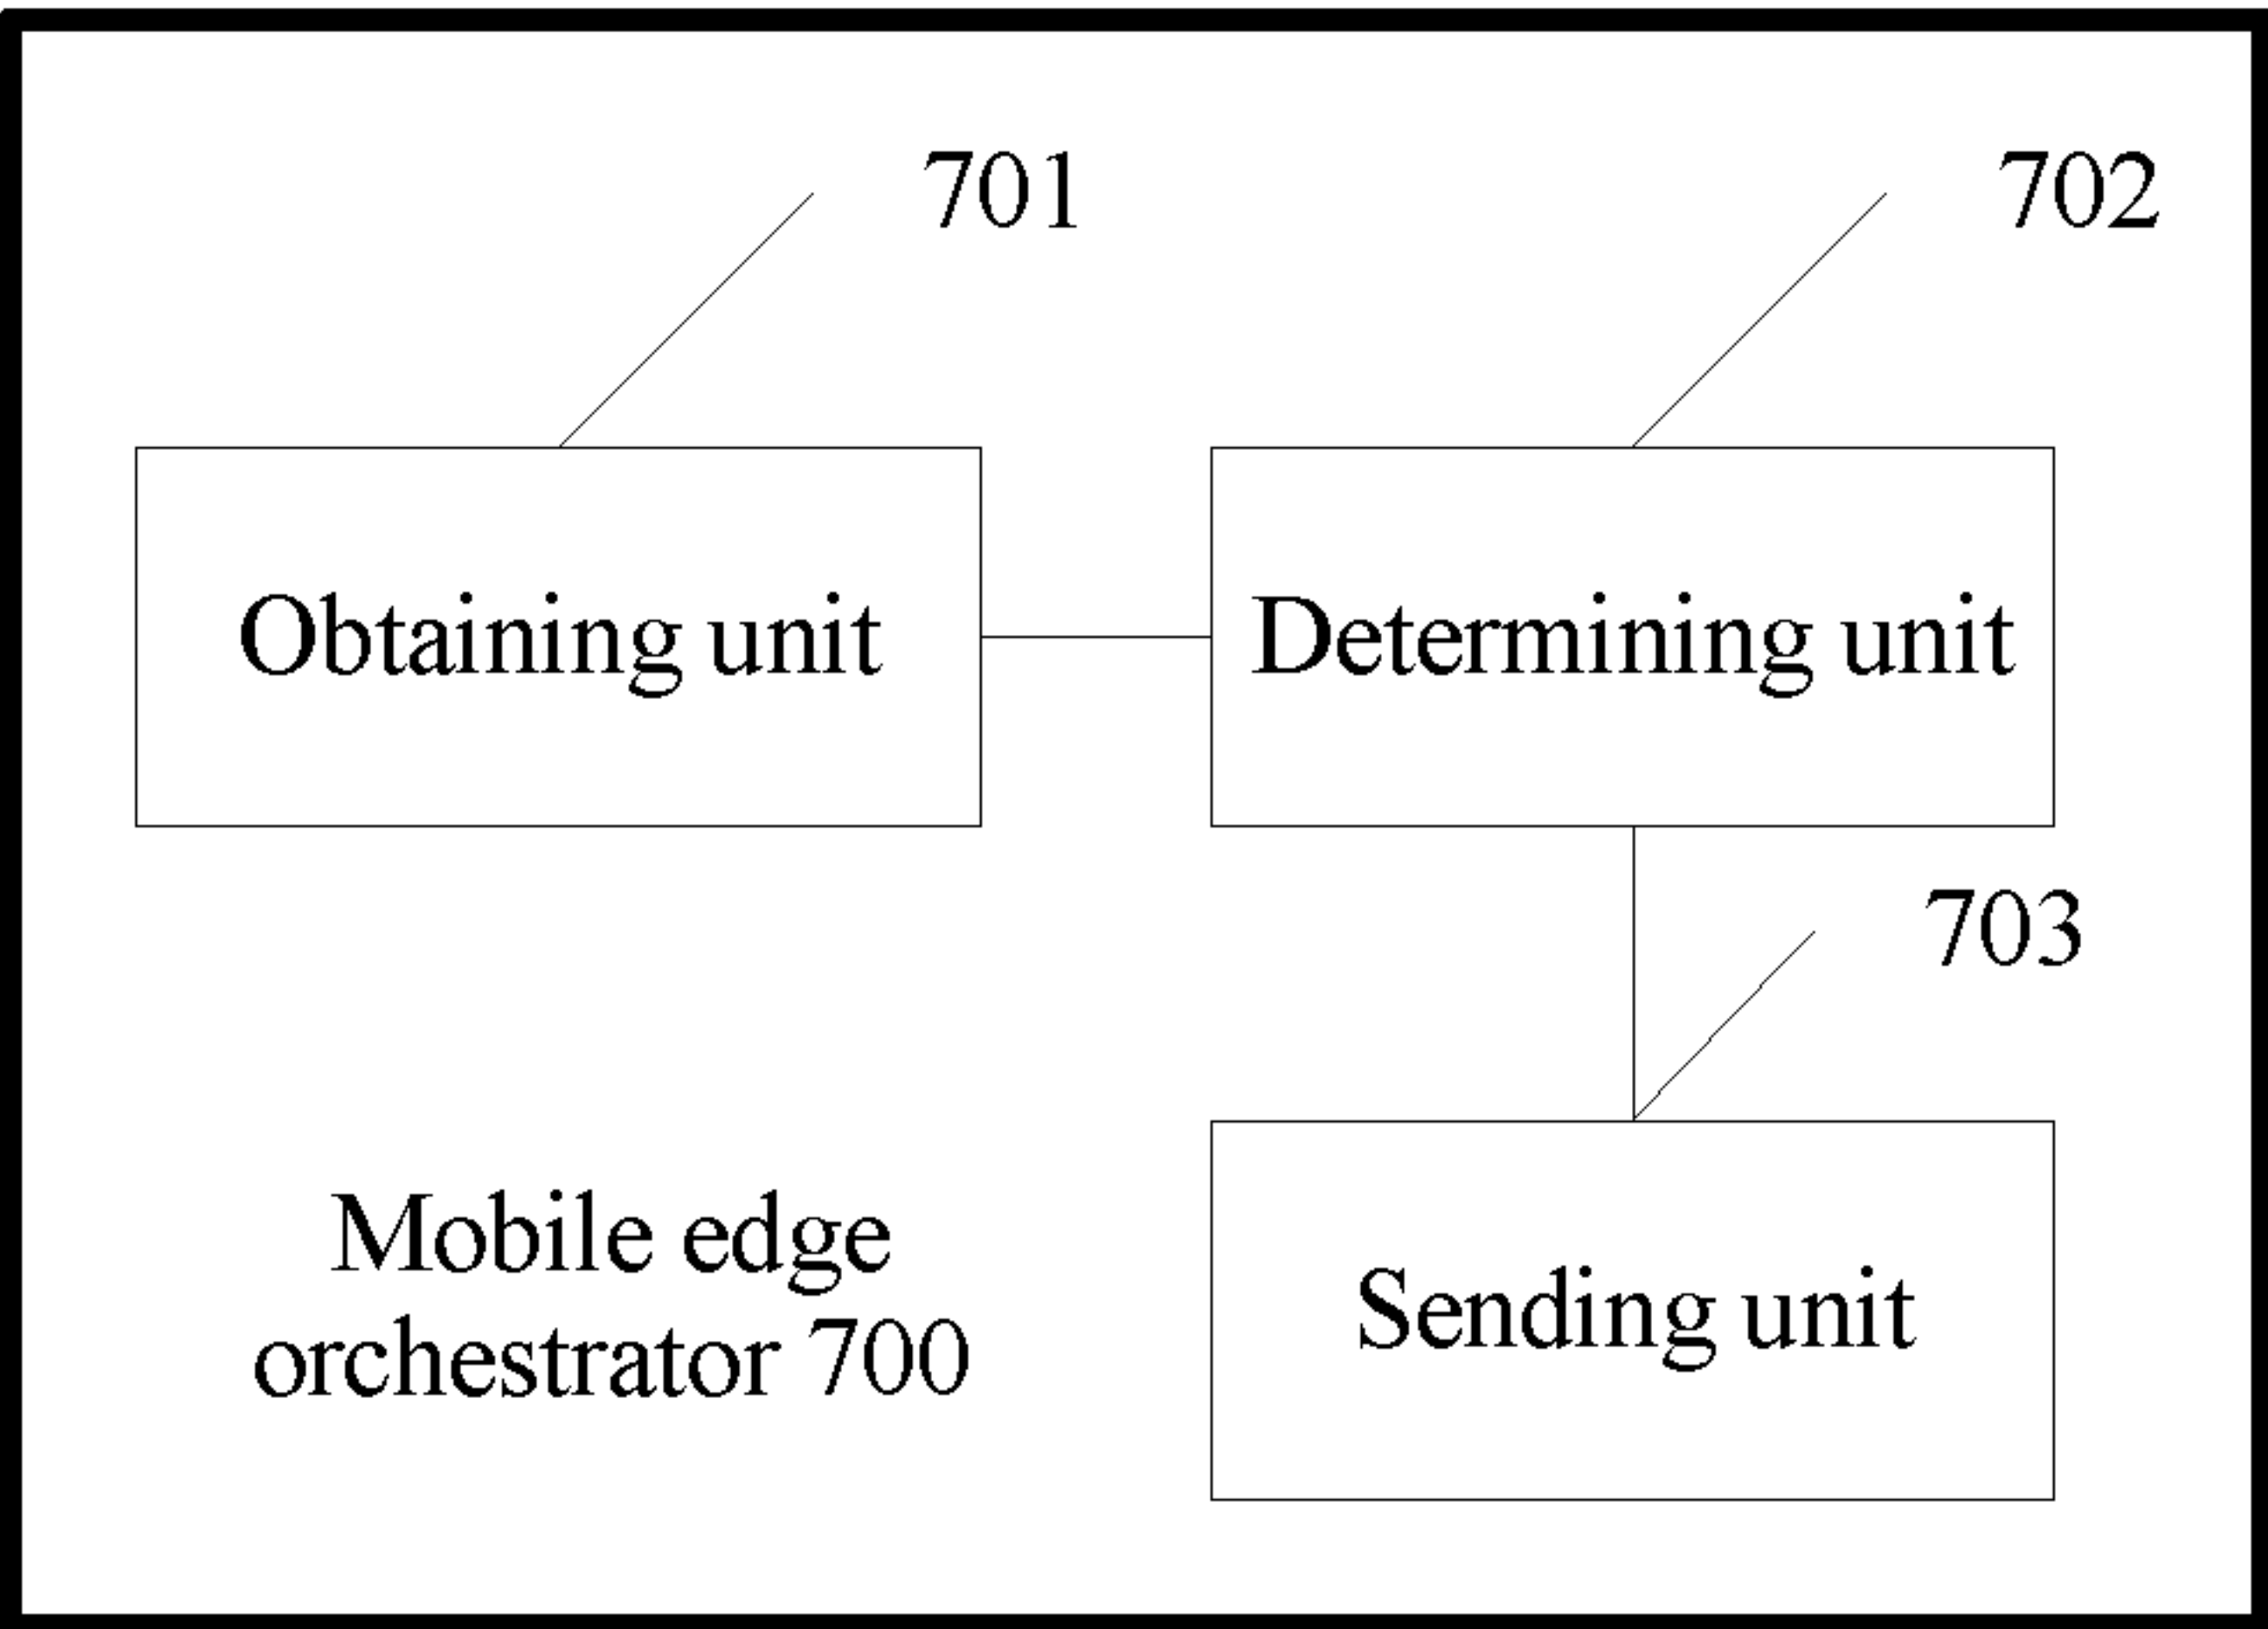 701
702
Obtaining unit
Determining unit
703
Mobile edge
orchestrator 700
Sending unit